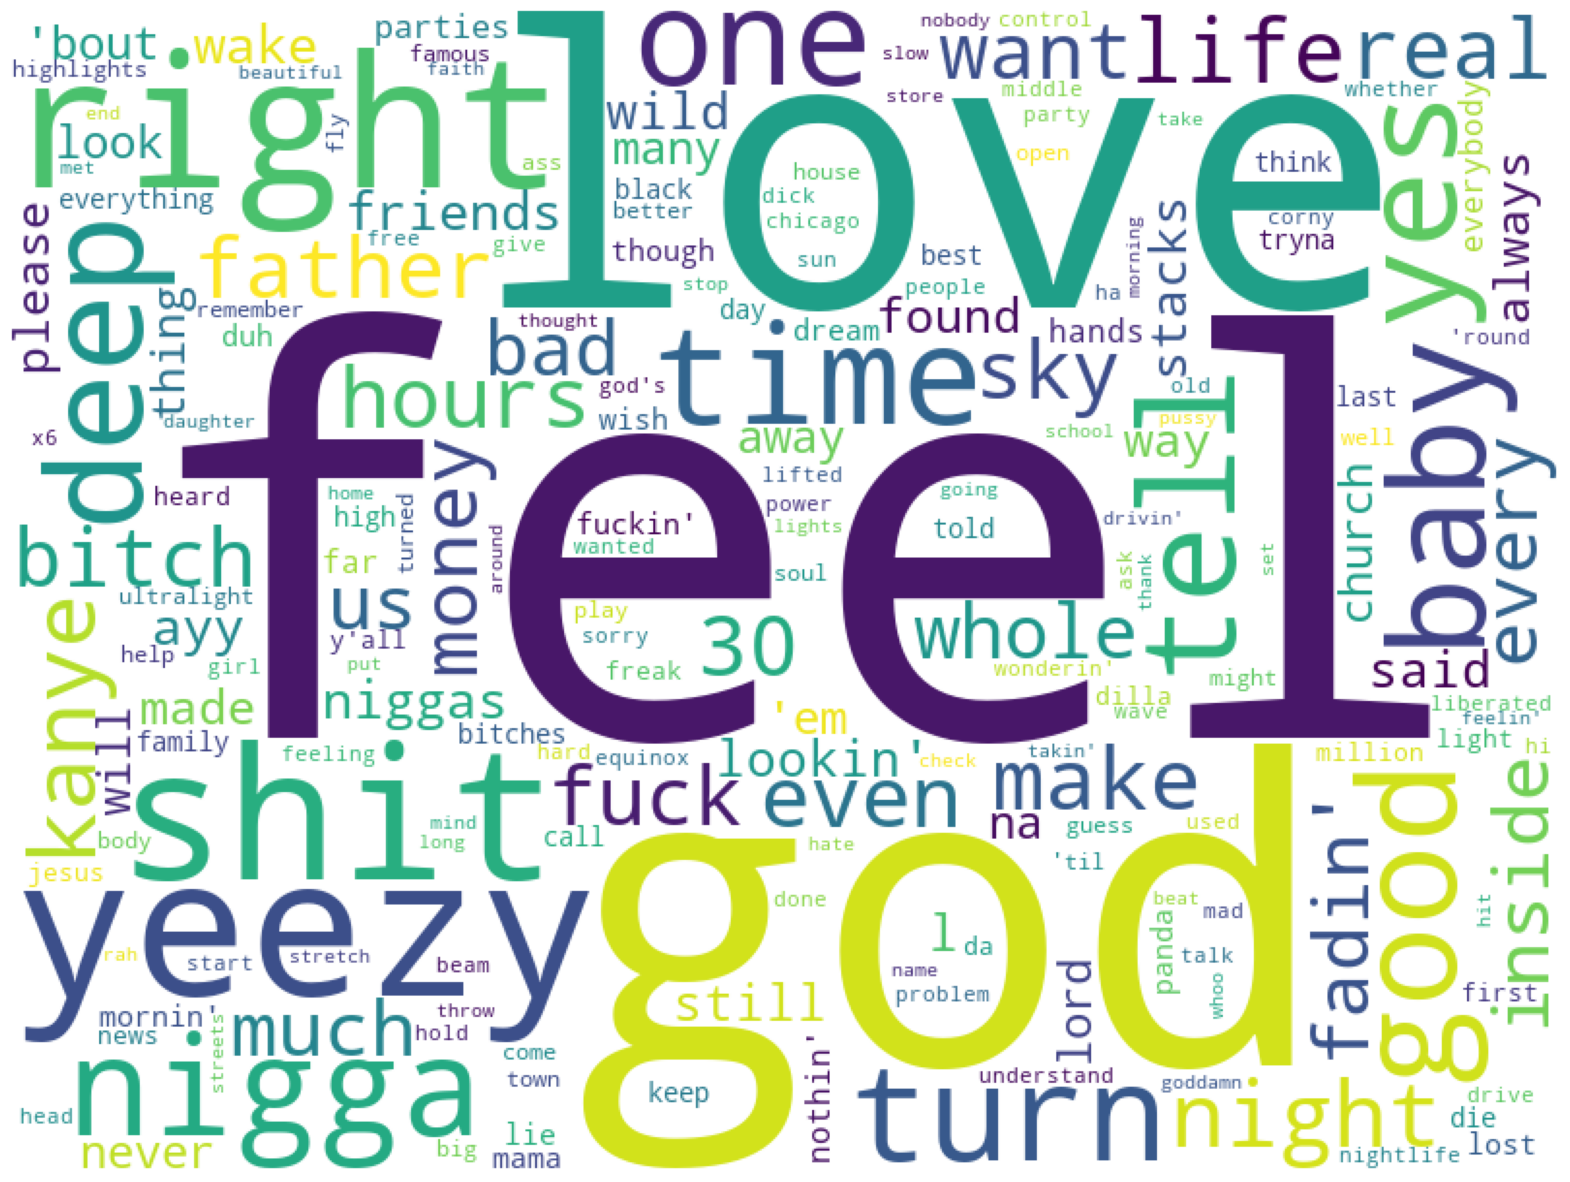 'bout
wake
parties
famous
nobody
control
one
want
life
real
highlights
beautiful
faith
slow
store
middle
whether
right
love
end
look
met
fly
ass
wild
many
party
take
open
yes
everybody
everything
friends
black
better
house
dick
chicago
think
corny
tryna
always
please
deep
father
free
give
though
sun
best
people
morning
stacks
thing
remember
duh
thought
stop
day
dream
found
ha
hands
'round
bad
time
sky
hours
god's
wish
old
last
daughter
x6
away
school
way
pussy
well
baby
every
feel
tell
heard
home
high
money
lifted
power
going
drivin'
church
fuckin'
lights
told
bitch
far
turned
around
wanted
soul
ask
thank
set
ultralight
us
play
whole
ayy
y'all
sorry
30
kanye
help
girl
put
freak
wonderin'
might
said
made
niggas
'em
dilla
wave
liberated
feelin'
will
family
bitches
light
hi
feeling
hard
equinox
lookin'
check
takin'
million
shit
fuck
even
make
mind
long
body
call
na
guess
used
jesus
hate
'til
god
fadin'
good
inside
yeezy
done
beat
mad
hit
l
da
panda
rah
start
stretch
beam
name
problem
talk
whoo
mornin'
throw
still
lord
first
news
streets
much
hold
nothin'
understand
goddamn
come
town
keep
nigga
turn
night
drive
head
die
never
big
lie
mama
nightlife
lost